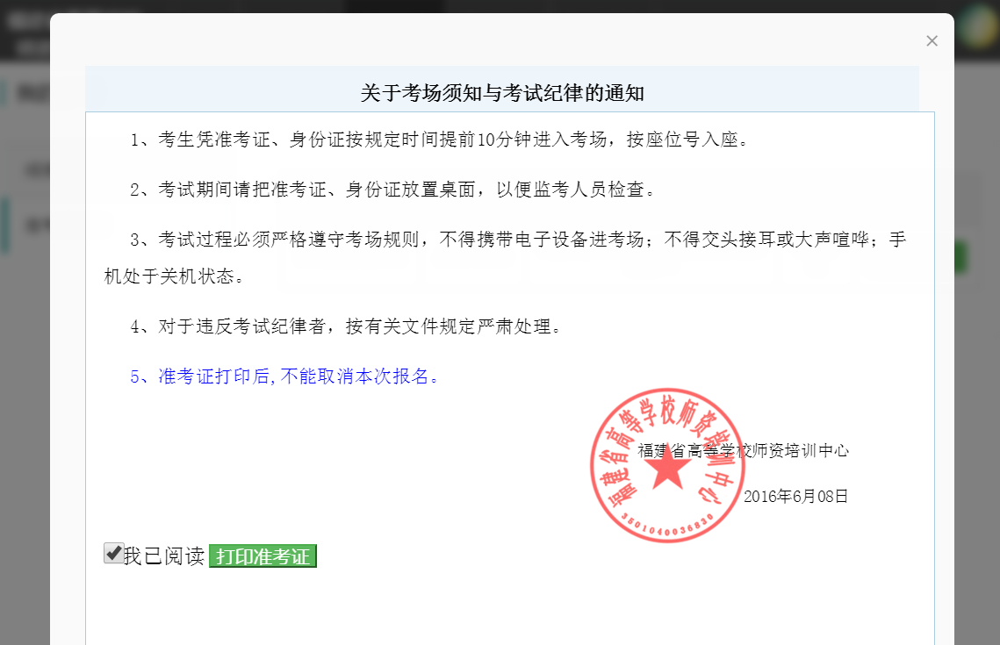 ×
关于考场须知与考试纪律的通知
1、考生凭准考证、身份证按规定时间提前10分钟进入考场，按座位号入座。
2、考试期间请把准考证、身份证放置桌面，以便监考人员检查。
3、考试过程必须严格遵守考场规则，不得携带电子设备进考场；不得交头接耳或大声喧哗；手
机处于关机状态。
4、对于违反考试纪律者，按有关文件规定严肃处理。
5、准考证打印后,不能取消本次报名。
福建省高等学校师资培训中心
福建省高等学校师资培训中心
2016年6月08日
3501040036830
我已阅读 打印准考证